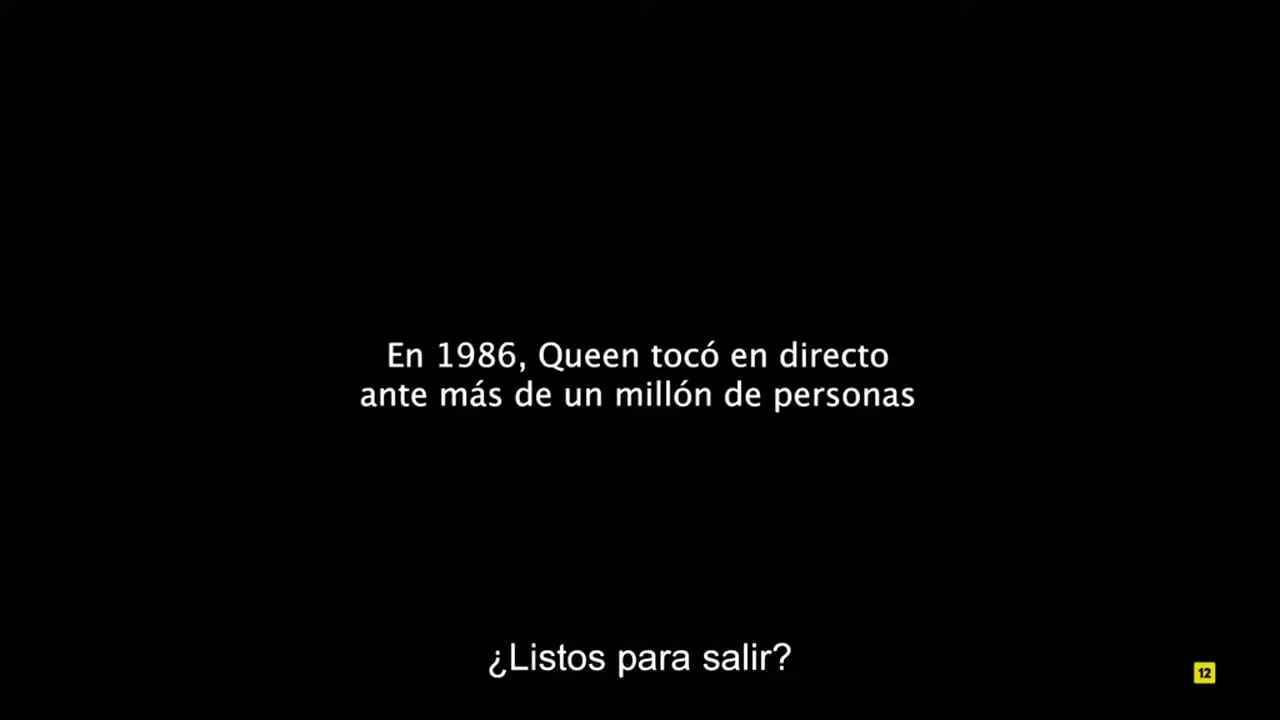 En 1986, Queen tocó en directo
ante más de un millón de personas
¿Listos para salir?
12